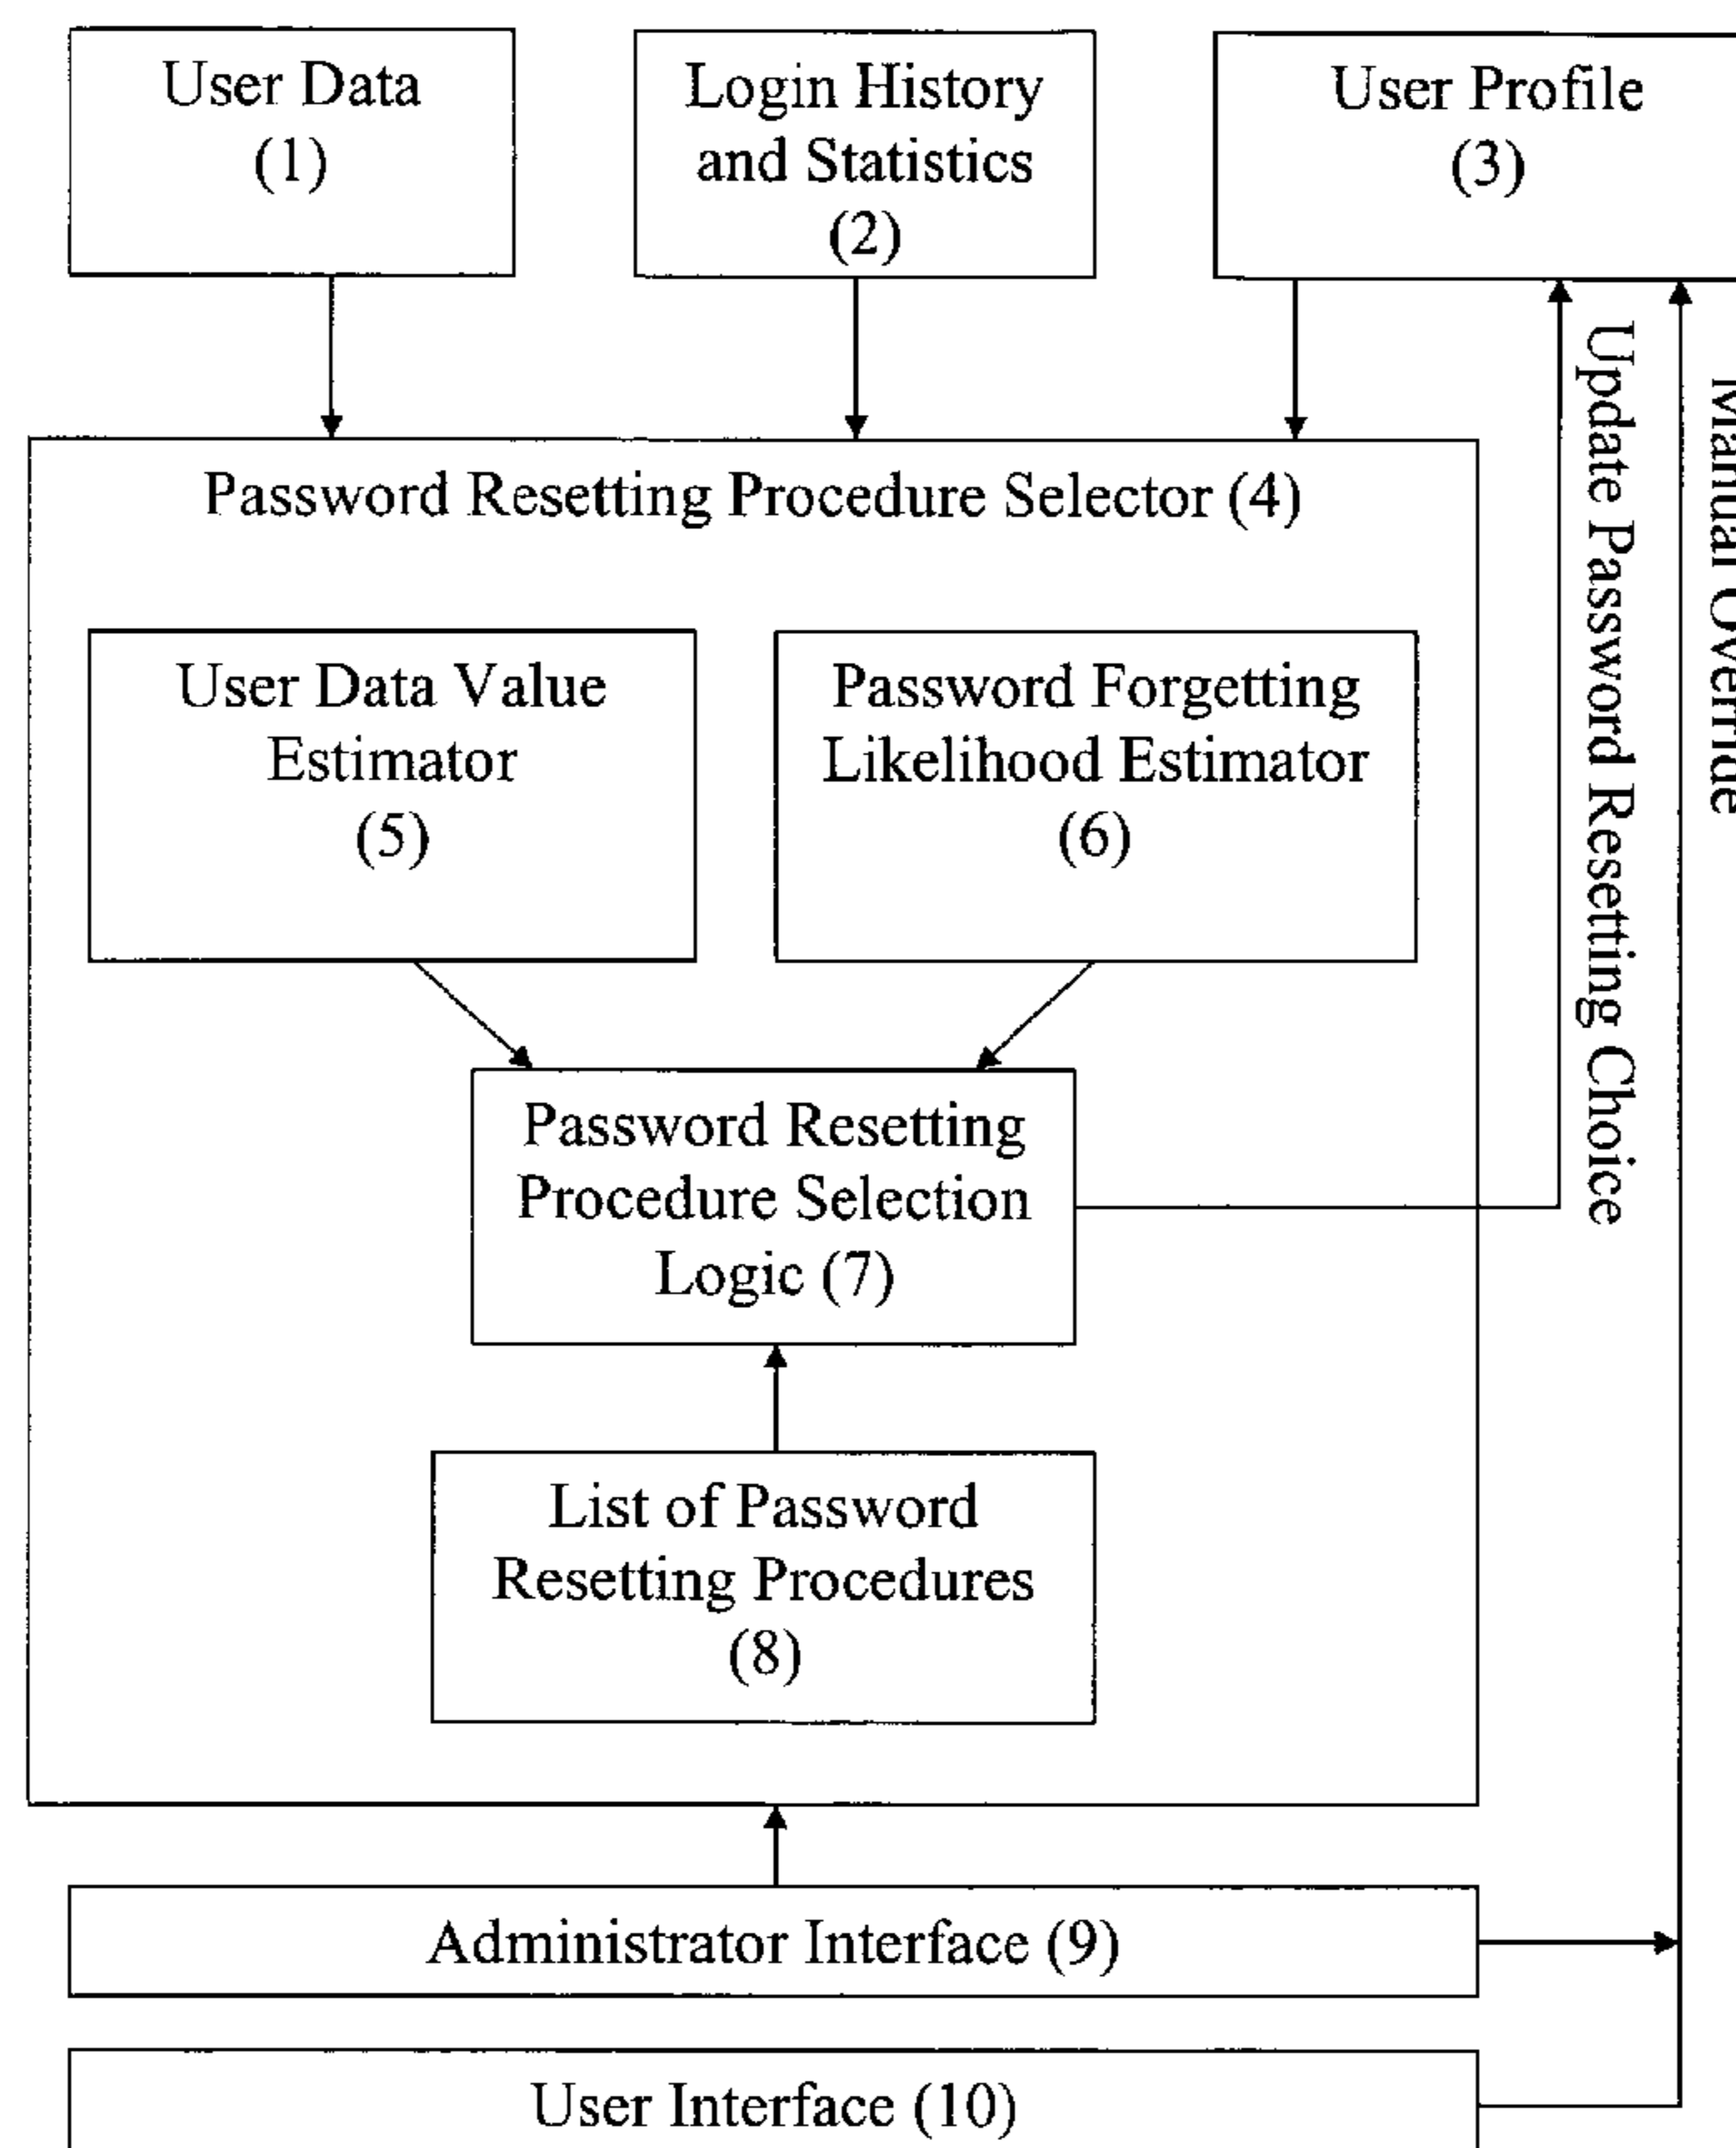 User Data
(1)
Login History
and Statistics
(2)
User Profile
(3)
Update Password Resetting Choice
Manual Override
Password Resetting Procedure Selector (4)
User Data Value
Estimator
(5)
Password Forgetting
Likelihood Estimator
(6)
Password Resetting
Procedure Selection
Logic (7)
List of Password
Resetting Procedures
(8)
Administrator Interface (9)
User Interface (10)